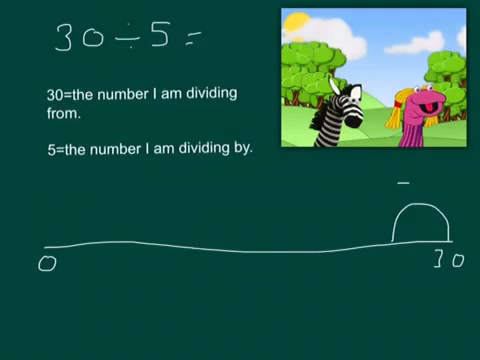 30÷5=
30=the number I am dividing
from.
5=the number I am dividing by.
-
0
30